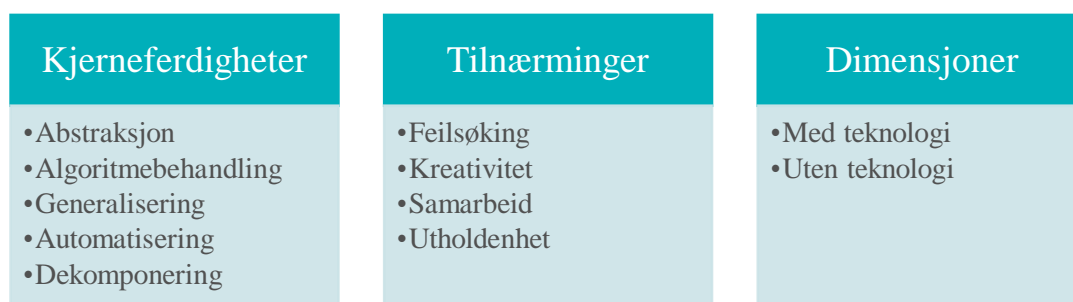 Kjerneferdigheter
•Abstraksjon
•Algoritmebehandling
•Generalisering
•Automatisering
•Dekomponering
Tilnærminger
•Feilsøking
•Kreativitet
•Samarbeid
•Utholdenhet
Dimensjoner
•Med teknologi
•Uten teknologi